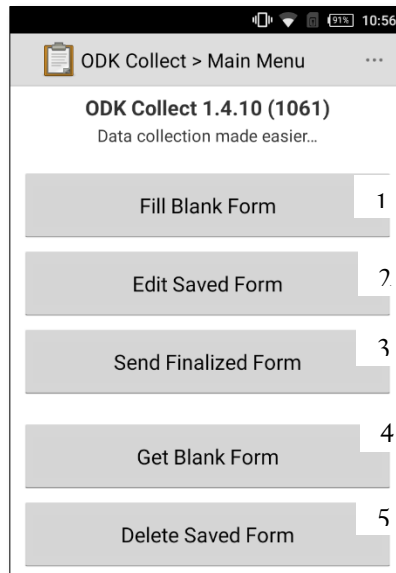 91% 10:56
ODK Collect > Main Menu
ODK Collect 1.4.10 (1061)
Data collection made easier...
Fill Blank Form 1
Edit Saved Form 2
Send Finalized Form 3
Get Blank Form 4
Delete Saved Form 5